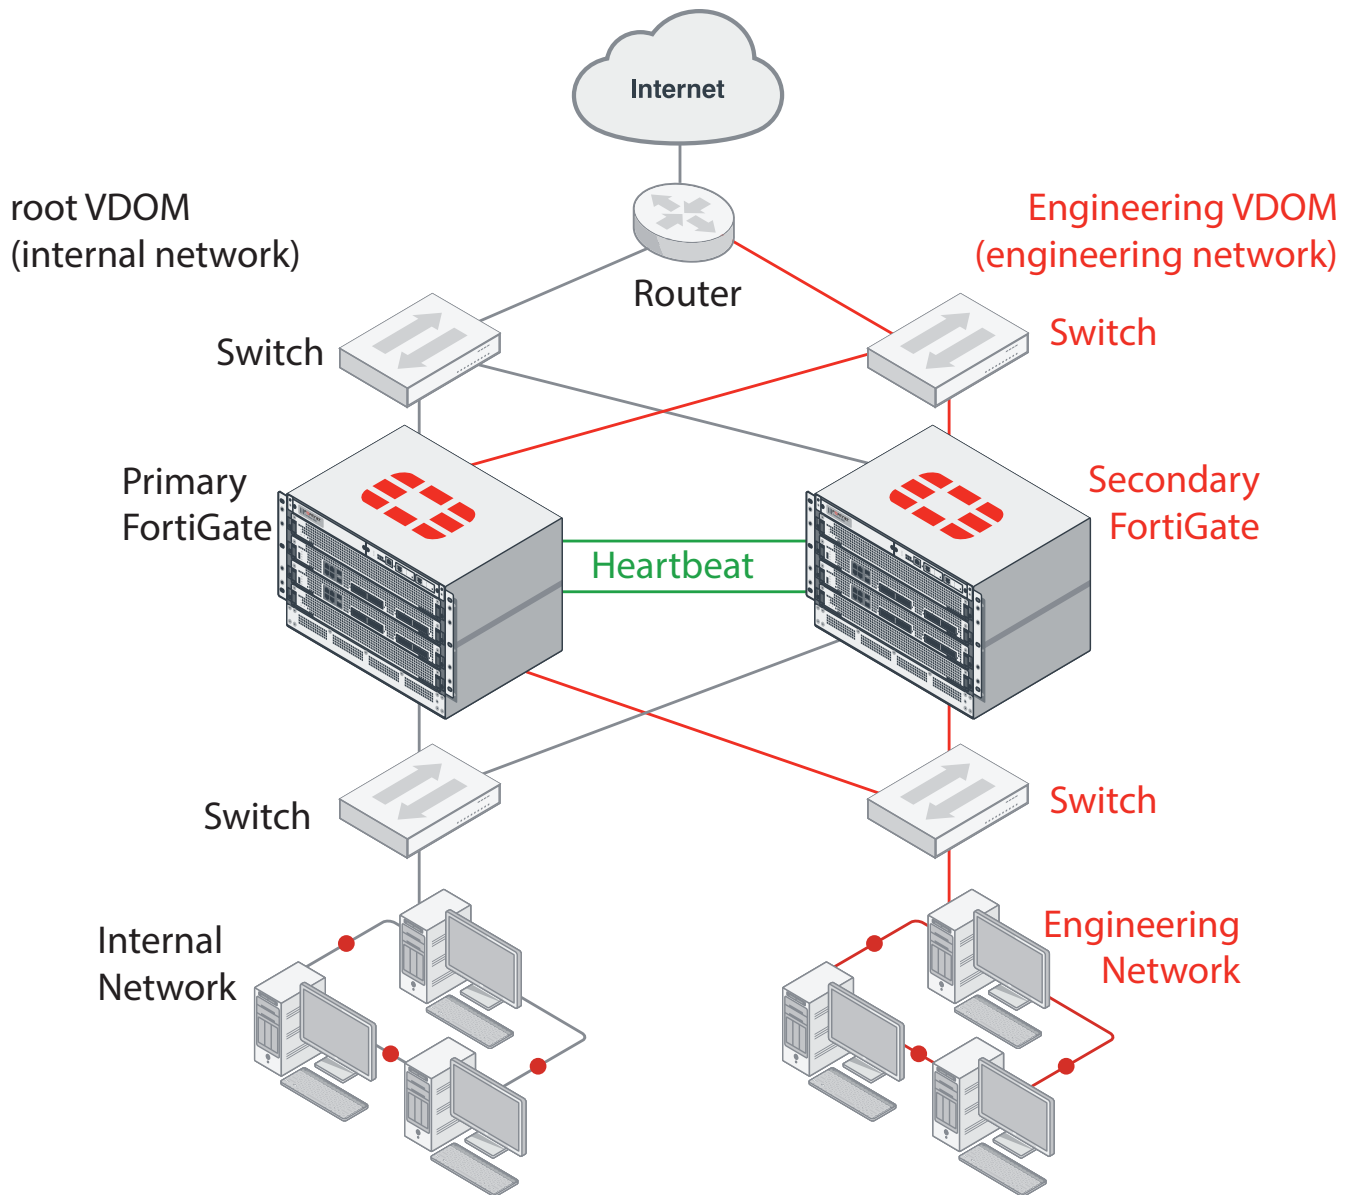 Internet
root VDOM
(internal network)
Engineering VDOM
(engineering network)
Router
Switch
Switch
Primary
FortiGate
Secondary
FortiGate
Heartbeat
Switch
Switch
Internal
Network
Engineering
Network